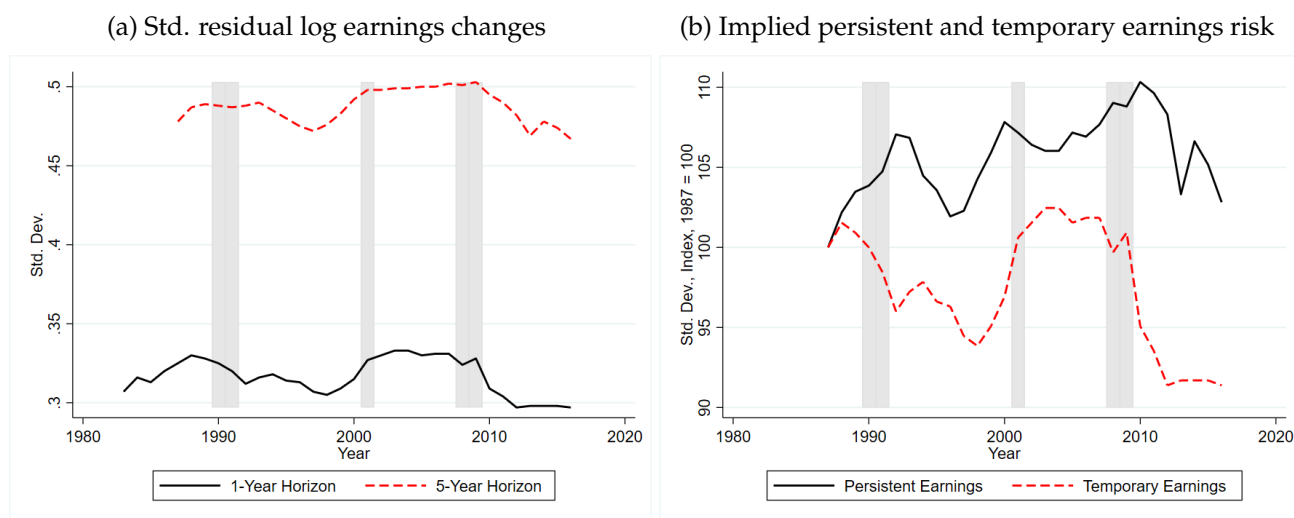 (a) Std. residual log earnings changes
Std. Dev.
.5
.45
.4
.35
.3
1980
1990
2000
2010
2020
Year
1-Year Horizon
5-Year Horizon
(b) Implied persistent and temporary earnings risk
Std. Dev., Index, 1987 = 100
110
105
100
95
90
1980
1990
2000
2010
2020
Year
Persistent Earnings
Temporary Earnings